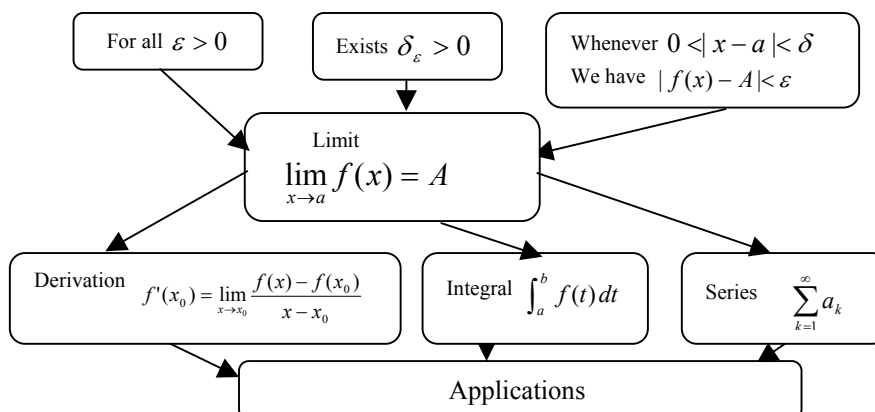 For all ε > 0
Exists δ_ε > 0
Whenever 0 <| x − a |< δ
We have | f(x) − A |< ε
Limit
lim_{x→a} f(x) = A
Derivation f'(x₀) = lim_{x→x₀} \frac{f(x) − f(x₀)}{x − x₀}
Integral ∫_a^b f(t) dt
Series ∑_{k=1}^∞ a_k
Applications